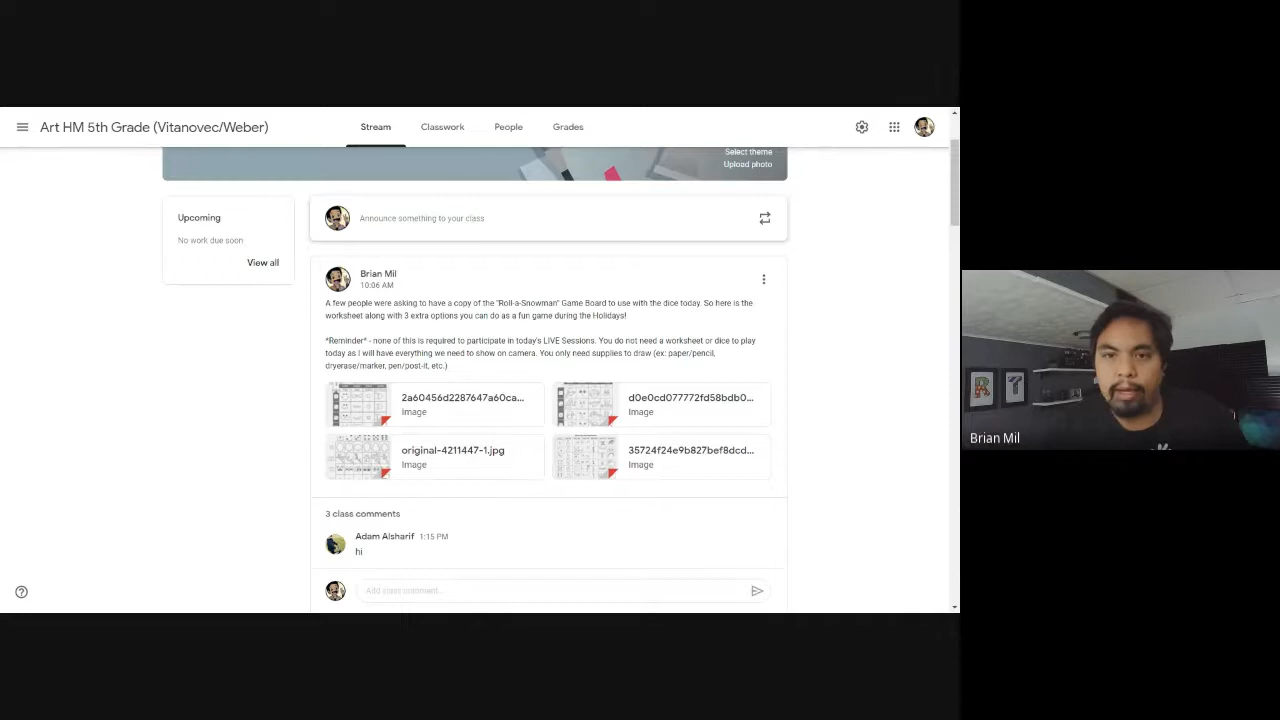 Art HM 5th Grade (Vitanovec/Weber)
Stream
Classwork
People
Grades
Select theme
Upload photo
Upcoming
No work due soon
View all
Announce something to your class
Brian Mil
10:06 AM
A few people were asking to have a copy of the "Roll-a-Snowman" Game Board to use with the dice today. So here is the
worksheet along with 3 extra options you can do as a fun game during the Holidays!
*Reminder* - none of this is required to participate in today's LIVE Sessions. You do not need a worksheet or dice to play
today as I will have everything we need to show on camera. You only need supplies to draw (ex: paper/pencil,
dryerase/marker, pen/post-it, etc.)
2a60456d2287647a60ca...
Image
d0e0cd077772fd58bdb0...
Image
original-4211447-1.jpg
Image
35724f24e9b827bef8dcd...
Image
3 class comments
Adam Alsharif 1:15 PM
hi
Add class comment...
R
Brian Mil